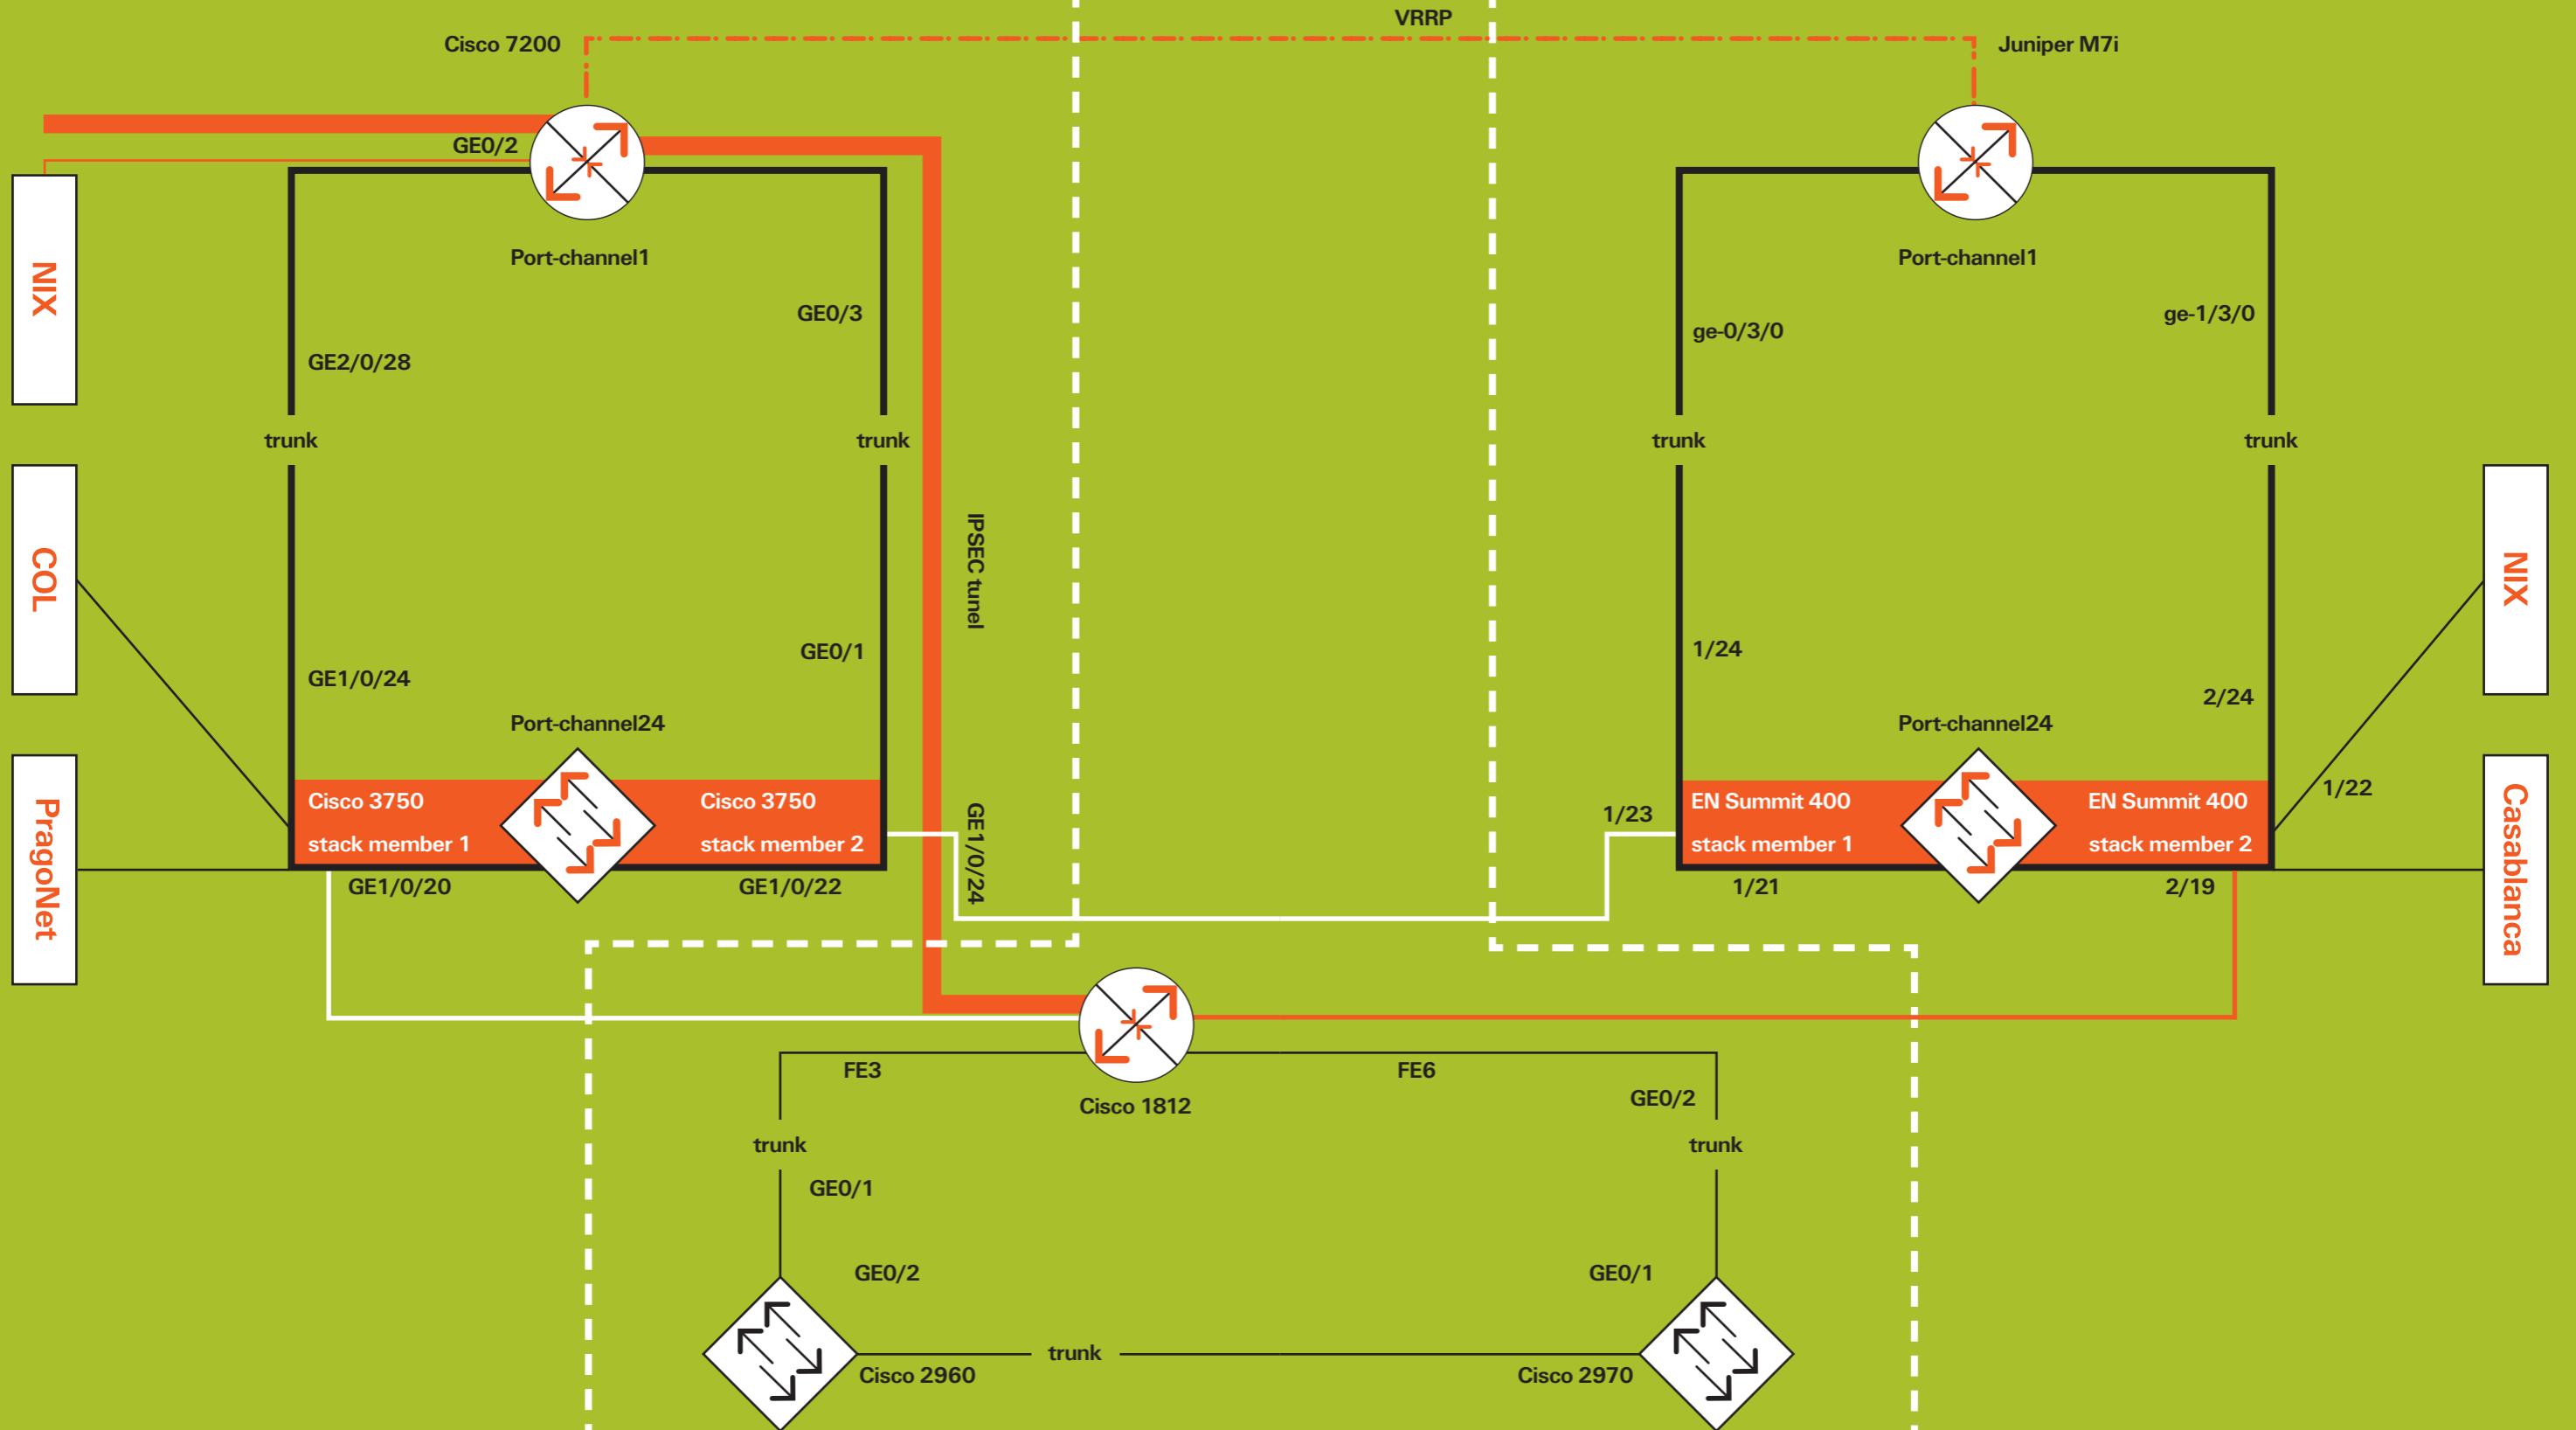 VRRP
Cisco 7200
Juniper M7i
GE0/2
Port-channel1
Port-channel1
NIX
GE0/3
ge-0/3/0
ge-1/3/0
GE2/0/28
trunk
trunk
trunk
trunk
COL
IPSEC tunel
NIX
GE0/1
1/24
GE1/0/24
2/24
Port-channel24
Port-channel24
PragoNet
Cisco 3750
stack member 1
Cisco 3750
stack member 2
GE1/0/24
1/23
EN Summit 400
stack member 1
EN Summit 400
stack member 2
1/22
Casablanca
GE1/0/20
GE1/0/22
1/21
2/19
FE3
FE6
Cisco 1812
GE0/2
trunk
trunk
GE0/1
GE0/2
GE0/1
trunk
Cisco 2960
Cisco 2970